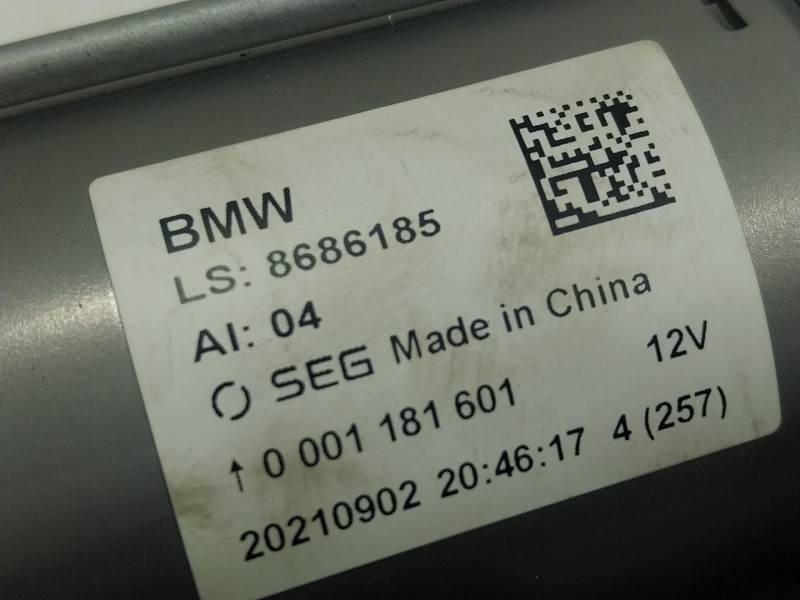 BMW
LS: 8686185
AI: 04
SEG Made in China
12V
↑ 0 001 181 601
20210902 20:46:17 4 (257)